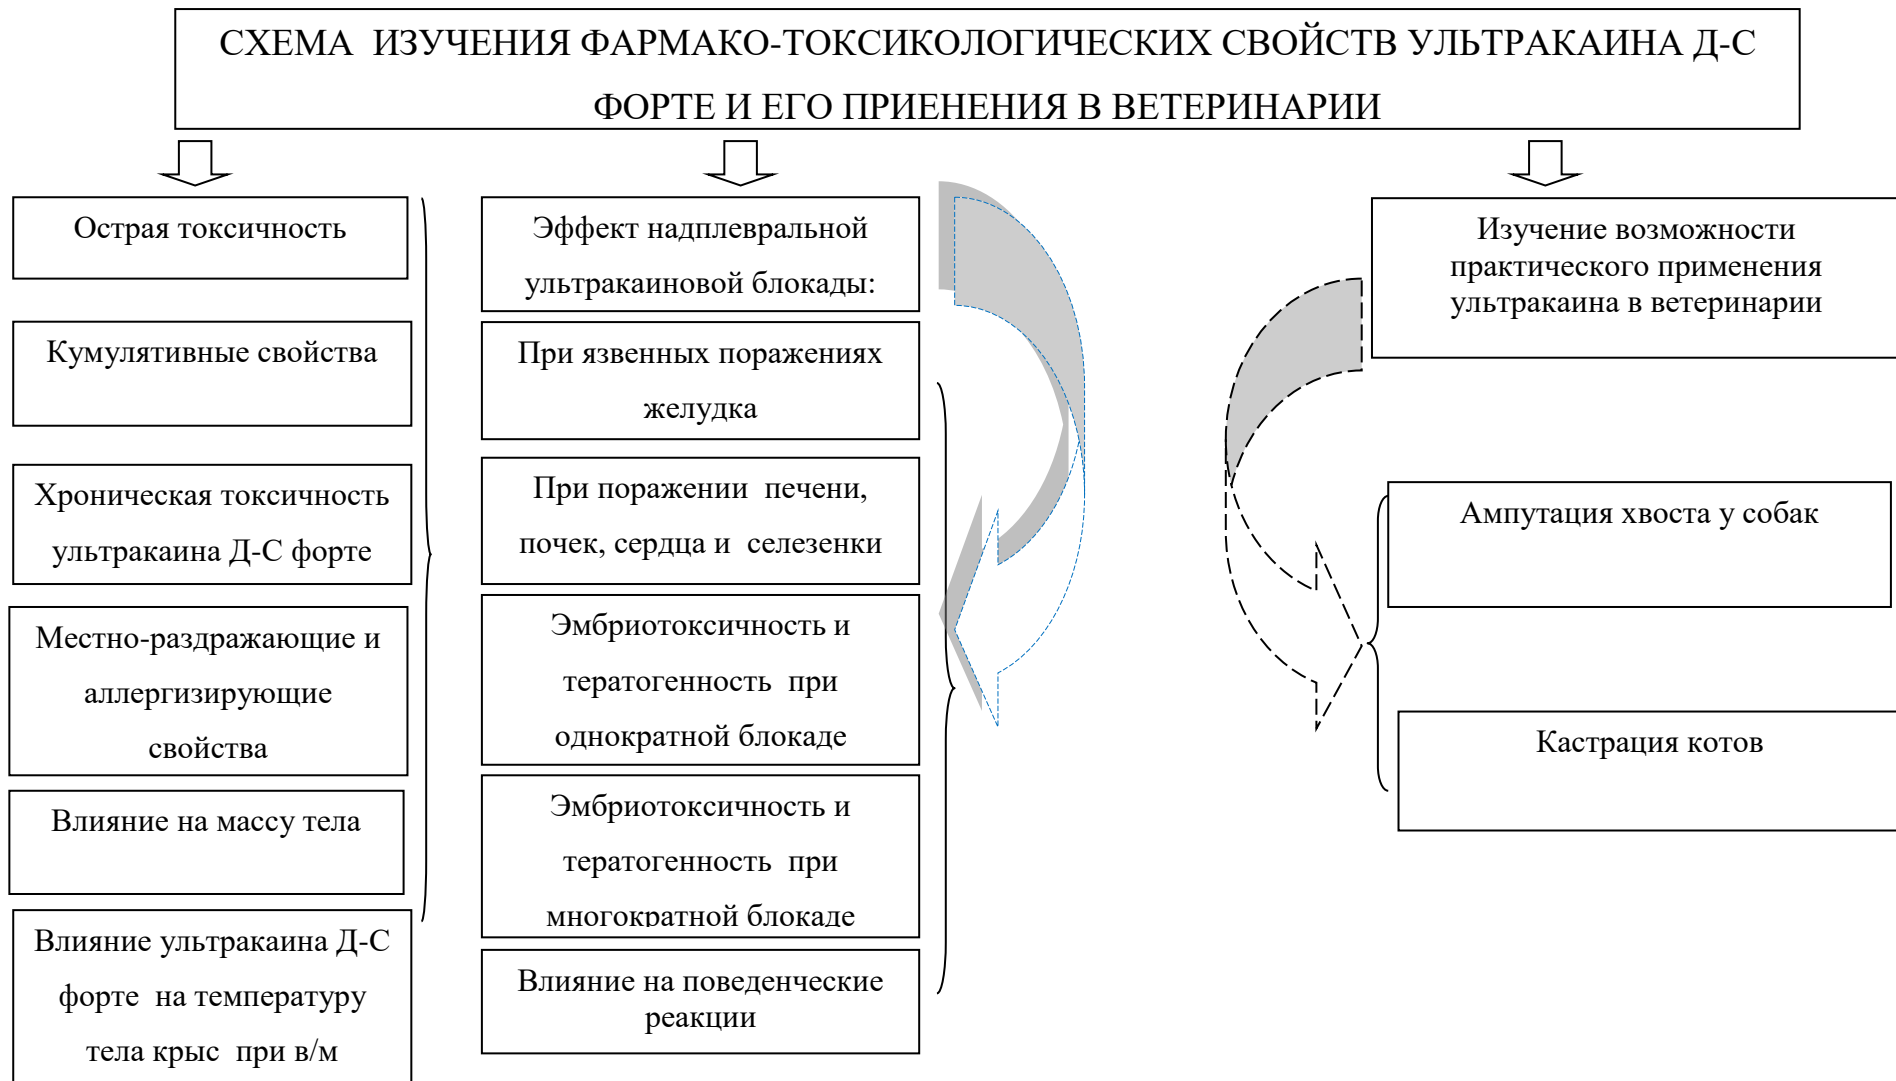 СХЕМА ИЗУЧЕНИЯ ФАРМАКО-ТОКСИКОЛОГИЧЕСКИХ СВОЙСТВ УЛЬТРАКАИНА Д-С
ФОРТЕ И ЕГО ПРИЕНЕНИЯ В ВЕТЕРИНАРИИ
Острая токсичность
Кумулятивные свойства
Хроническая токсичность
ультракаина Д-С форте
Местно-раздражающие и
аллергизирующие
свойства
Влияние на массу тела
Влияние ультракаина Д-С
форте на температуру
тела крыс при в/м
Эффект надплевральной
ультракаиновой блокады:
При язвенных поражениях
желудка
При поражении печени,
почек, сердца и селезенки
Эмбриотоксичность и
тератогенность при
однократной блокаде
Эмбриотоксичность и
тератогенность при
многократной блокаде
Влияние на поведенческие
реакции
Изучение возможности
практического применения
ультракаина в ветеринарии
Ампутация хвоста у собак
Кастрация котов